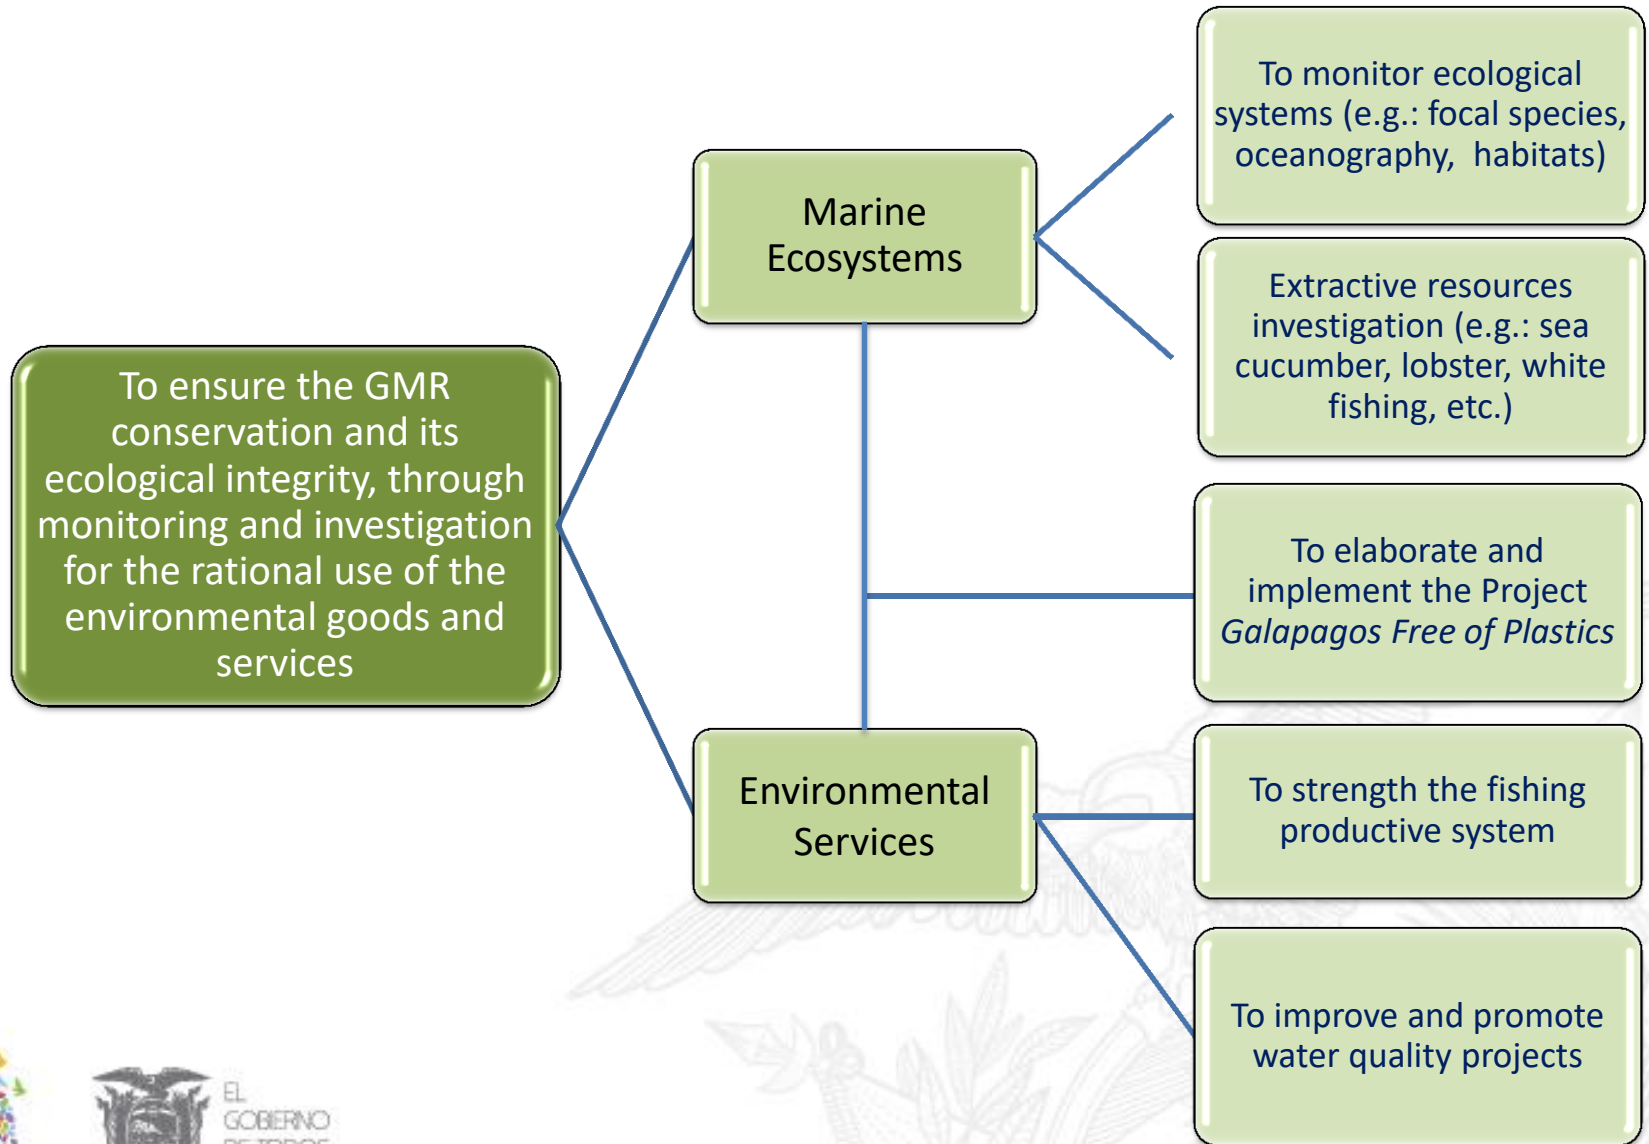 To monitor ecological
systems (e.g.: focal species,
oceanography, habitats)
Marine
Ecosystems
Extractive resources
investigation (e.g.: sea
cucumber, lobster, white
fishing, etc.)
To ensure the GMR
conservation and its
ecological integrity, through
monitoring and investigation
for the rational use of the
environmental goods and
services
To elaborate and
implement the Project
Galapagos Free of Plastics
Environmental
Services
To strength the fishing
productive system
To improve and promote
water quality projects
EL
GOBIERNO
DE TODOS